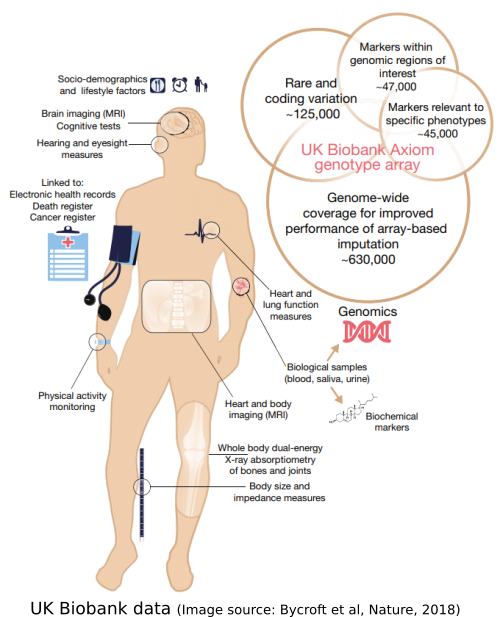 Socio-demographics
and lifestyle factors
Brain imaging (MRI)
Cognitive tests
Hearing and eyesight
measures
Linked to:
Electronic health records
Death register
Cancer register
Physical activity
monitoring
Markers within
genomic regions of
interest
~47,000
Rare and
coding variation
~125,000
Markers relevant to
specific phenotypes
~45,000
UK Biobank Axiom
genotype array
Genome-wide
coverage for improved
performance of array-based
imputation
~630,000
Heart and
lung function
measures
Genomics
Biological samples
(blood, saliva, urine)
Biochemical
markers
Heart and body
imaging (MRI)
Whole body dual-energy
X-ray absorptiometry
of bones and joints
Body size and
impedance measures
UK Biobank data (Image source: Bycroft et al, Nature, 2018)